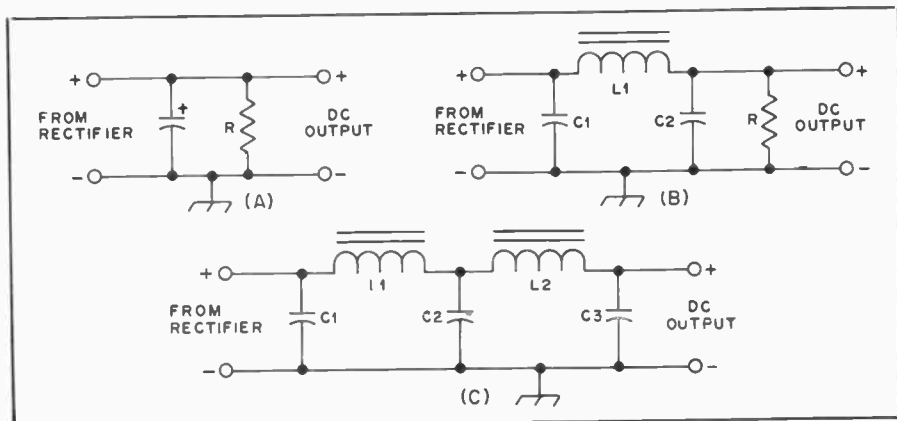 + + +
FROM RECTIFIER
R
DC OUTPUT
- -
(A)
+ L1 +
FROM RECTIFIER
C1
C2
R
DC OUTPUT
- -
(B)
+ L1 L2 +
FROM RECTIFIER
C1
C2
C3
DC OUTPUT
- -
(C)